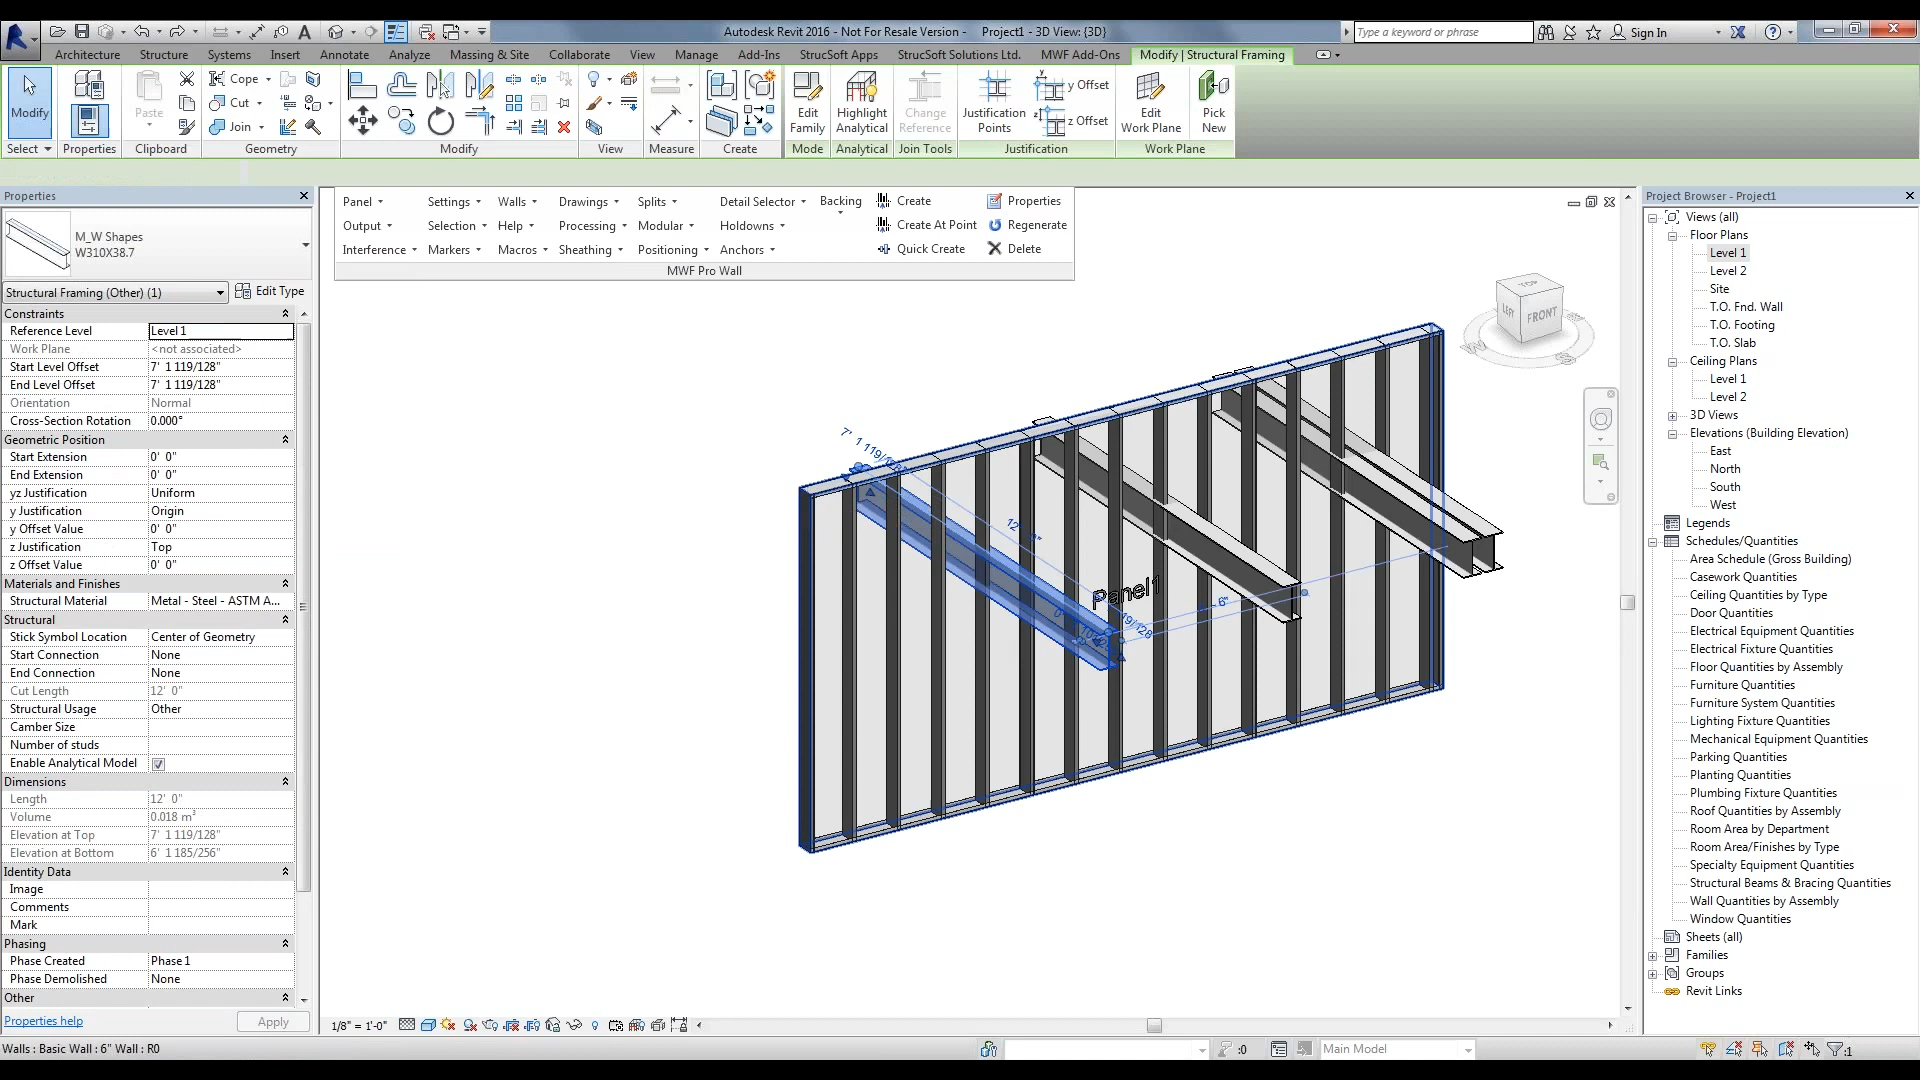 Autodesk Revit 2016 - Not For Resale Version - Project1 - 3D View: {3D}
Type a keyword or phrase
Sign In
Architecture Structure Systems Insert Annotate Analyze Massing & Site Collaborate View Manage Add-Ins StrucSoft Apps StrucSoft Solutions Ltd. MWF Add-Ons Modify | Structural Framing
Modify
Paste
Cope
Cut
Join
Edit Family
Highlight Analytical
Change Reference
Justification Points
y Offset
z Offset
Edit Work Plane
Pick New
Select Properties Clipboard Geometry Modify View Measure Create Mode Analytical Join Tools Justification Work Plane
Properties
M_W Shapes
W310X38.7
Structural Framing (Other) (1)
Edit Type
Constraints
Reference Level Level 1
Work Plane <not associated>
Start Level Offset 7' 1 119/128"
End Level Offset 7' 1 119/128"
Orientation Normal
Cross-Section Rotation 0.000°
Geometric Position
Start Extension 0' 0"
End Extension 0' 0"
yz Justification Uniform
y Justification Origin
y Offset Value 0' 0"
z Justification Top
z Offset Value 0' 0"
Materials and Finishes
Structural Material Metal - Steel - ASTM A...
Structural
Stick Symbol Location Center of Geometry
Start Connection None
End Connection None
Cut Length 12' 0"
Structural Usage Other
Camber Size
Number of studs
Enable Analytical Model
Dimensions
Length 12' 0"
Volume 0.018 m³
Elevation at Top 7' 1 119/128"
Elevation at Bottom 6' 1 185/256"
Identity Data
Image
Comments
Mark
Phasing
Phase Created Phase 1
Phase Demolished None
Other
Properties help
Apply
Panel Settings Walls Drawings Splits Detail Selector Backing Create Properties
Output Selection Help Processing Modular Holdowns Create At Point Regenerate
Interference Markers Macros Sheathing Positioning Anchors Quick Create Delete
MWF Pro Wall
TOP
LEFT
FRONT
W
S
7' 1 119/128"
Panel1
Project Browser - Project1
Views (all)
Floor Plans
Level 1
Level 2
Site
T.O. Fnd. Wall
T.O. Footing
T.O. Slab
Ceiling Plans
Level 1
Level 2
3D Views
Elevations (Building Elevation)
East
North
South
West
Legends
Schedules/Quantities
Area Schedule (Gross Building)
Casework Quantities
Ceiling Quantities by Type
Door Quantities
Electrical Equipment Quantities
Electrical Fixture Quantities
Floor Quantities by Assembly
Furniture Quantities
Furniture System Quantities
Lighting Fixture Quantities
Mechanical Equipment Quantities
Parking Quantities
Planting Quantities
Plumbing Fixture Quantities
Roof Quantities by Assembly
Room Area by Department
Room Area/Finishes by Type
Specialty Equipment Quantities
Structural Beams & Bracing Quantities
Wall Quantities by Assembly
Window Quantities
Sheets (all)
Families
Groups
Revit Links
1/8" = 1'-0"
Walls : Basic Wall : 6" Wall : R0
:0
Main Model
:1